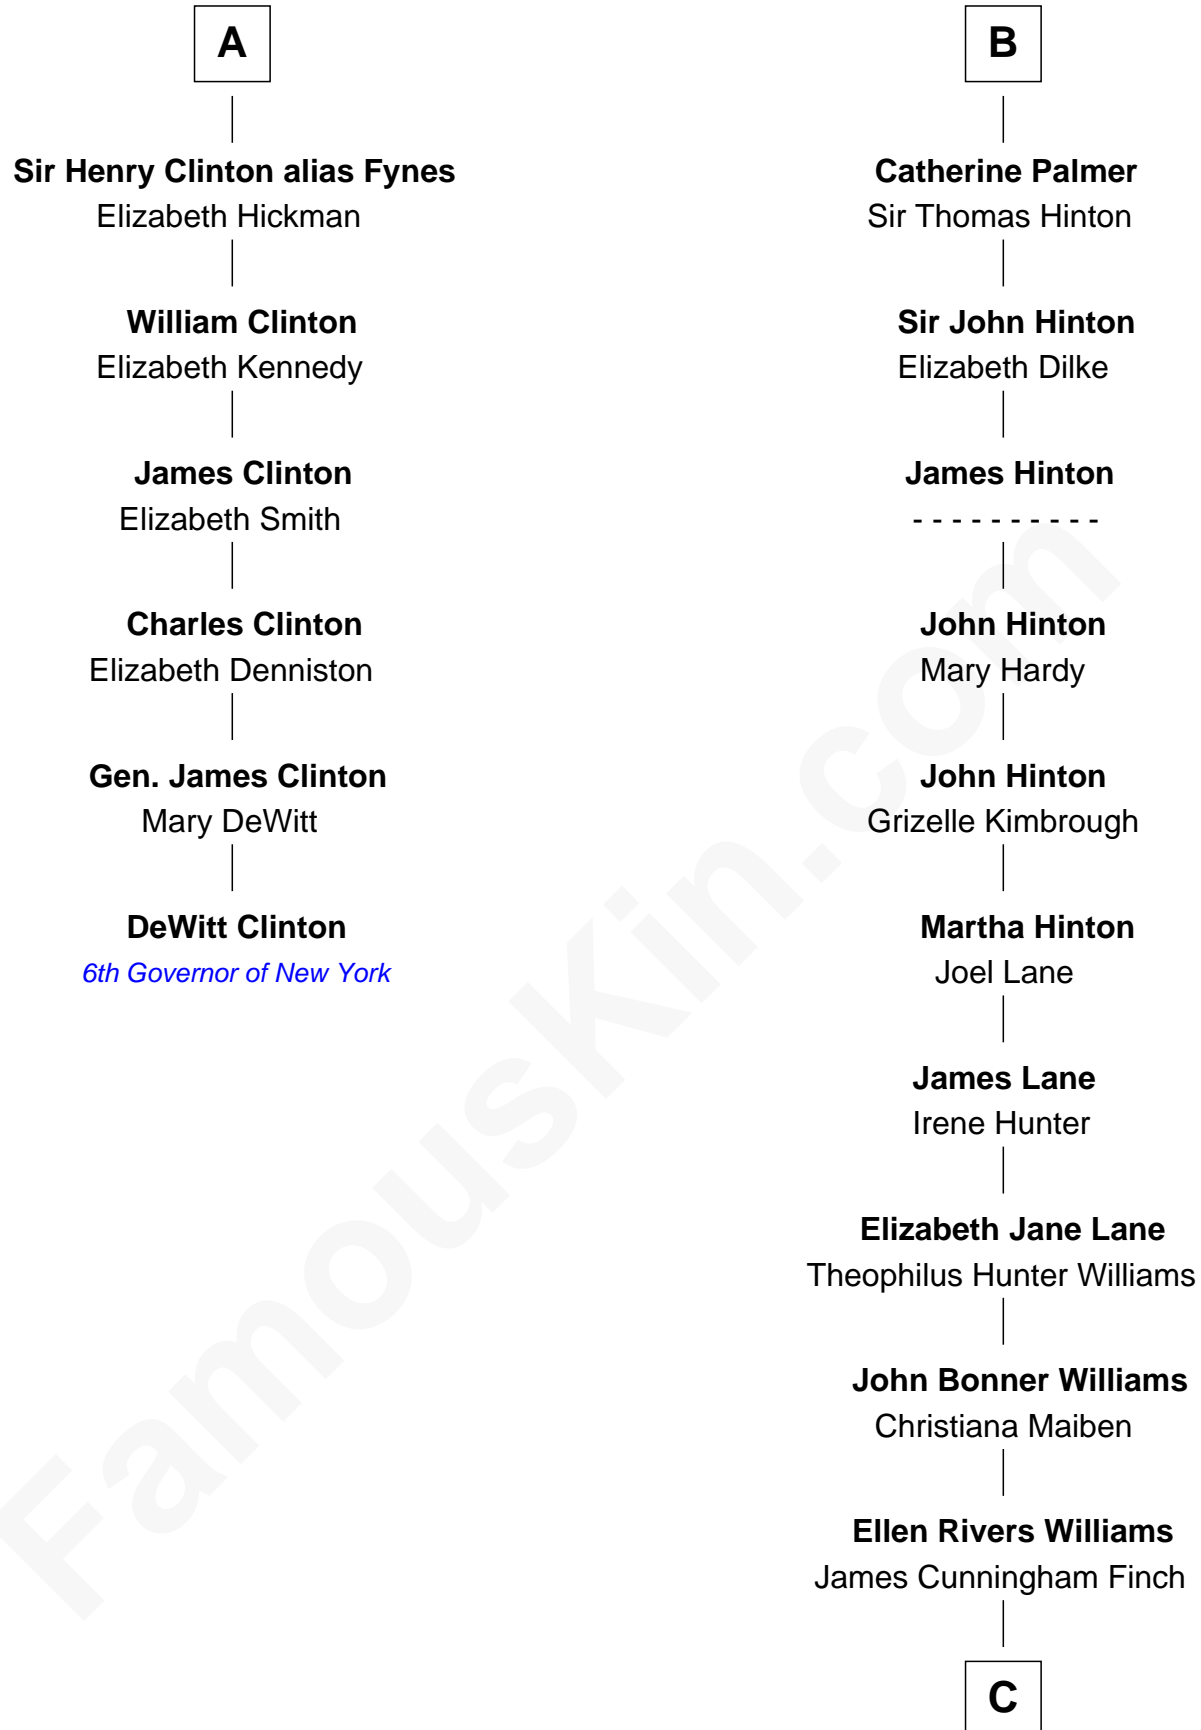 A
Sir Henry Clinton alias Fynes
Elizabeth Hickman
William Clinton
Elizabeth Kennedy
James Clinton
Elizabeth Smith
Charles Clinton
Elizabeth Denniston
Gen. James Clinton
Mary DeWitt
DeWitt Clinton
6th Governor of New York
B
Catherine Palmer
Sir Thomas Hinton
Sir John Hinton
Elizabeth Dilke
James Hinton
- - - - - - - - - -
John Hinton
Mary Hardy
John Hinton
Grizelle Kimbrough
Martha Hinton
Joel Lane
James Lane
Irene Hunter
Elizabeth Jane Lane
Theophilus Hunter Williams
John Bonner Williams
Christiana Maiben
Ellen Rivers Williams
James Cunningham Finch
C
FamousKin.com